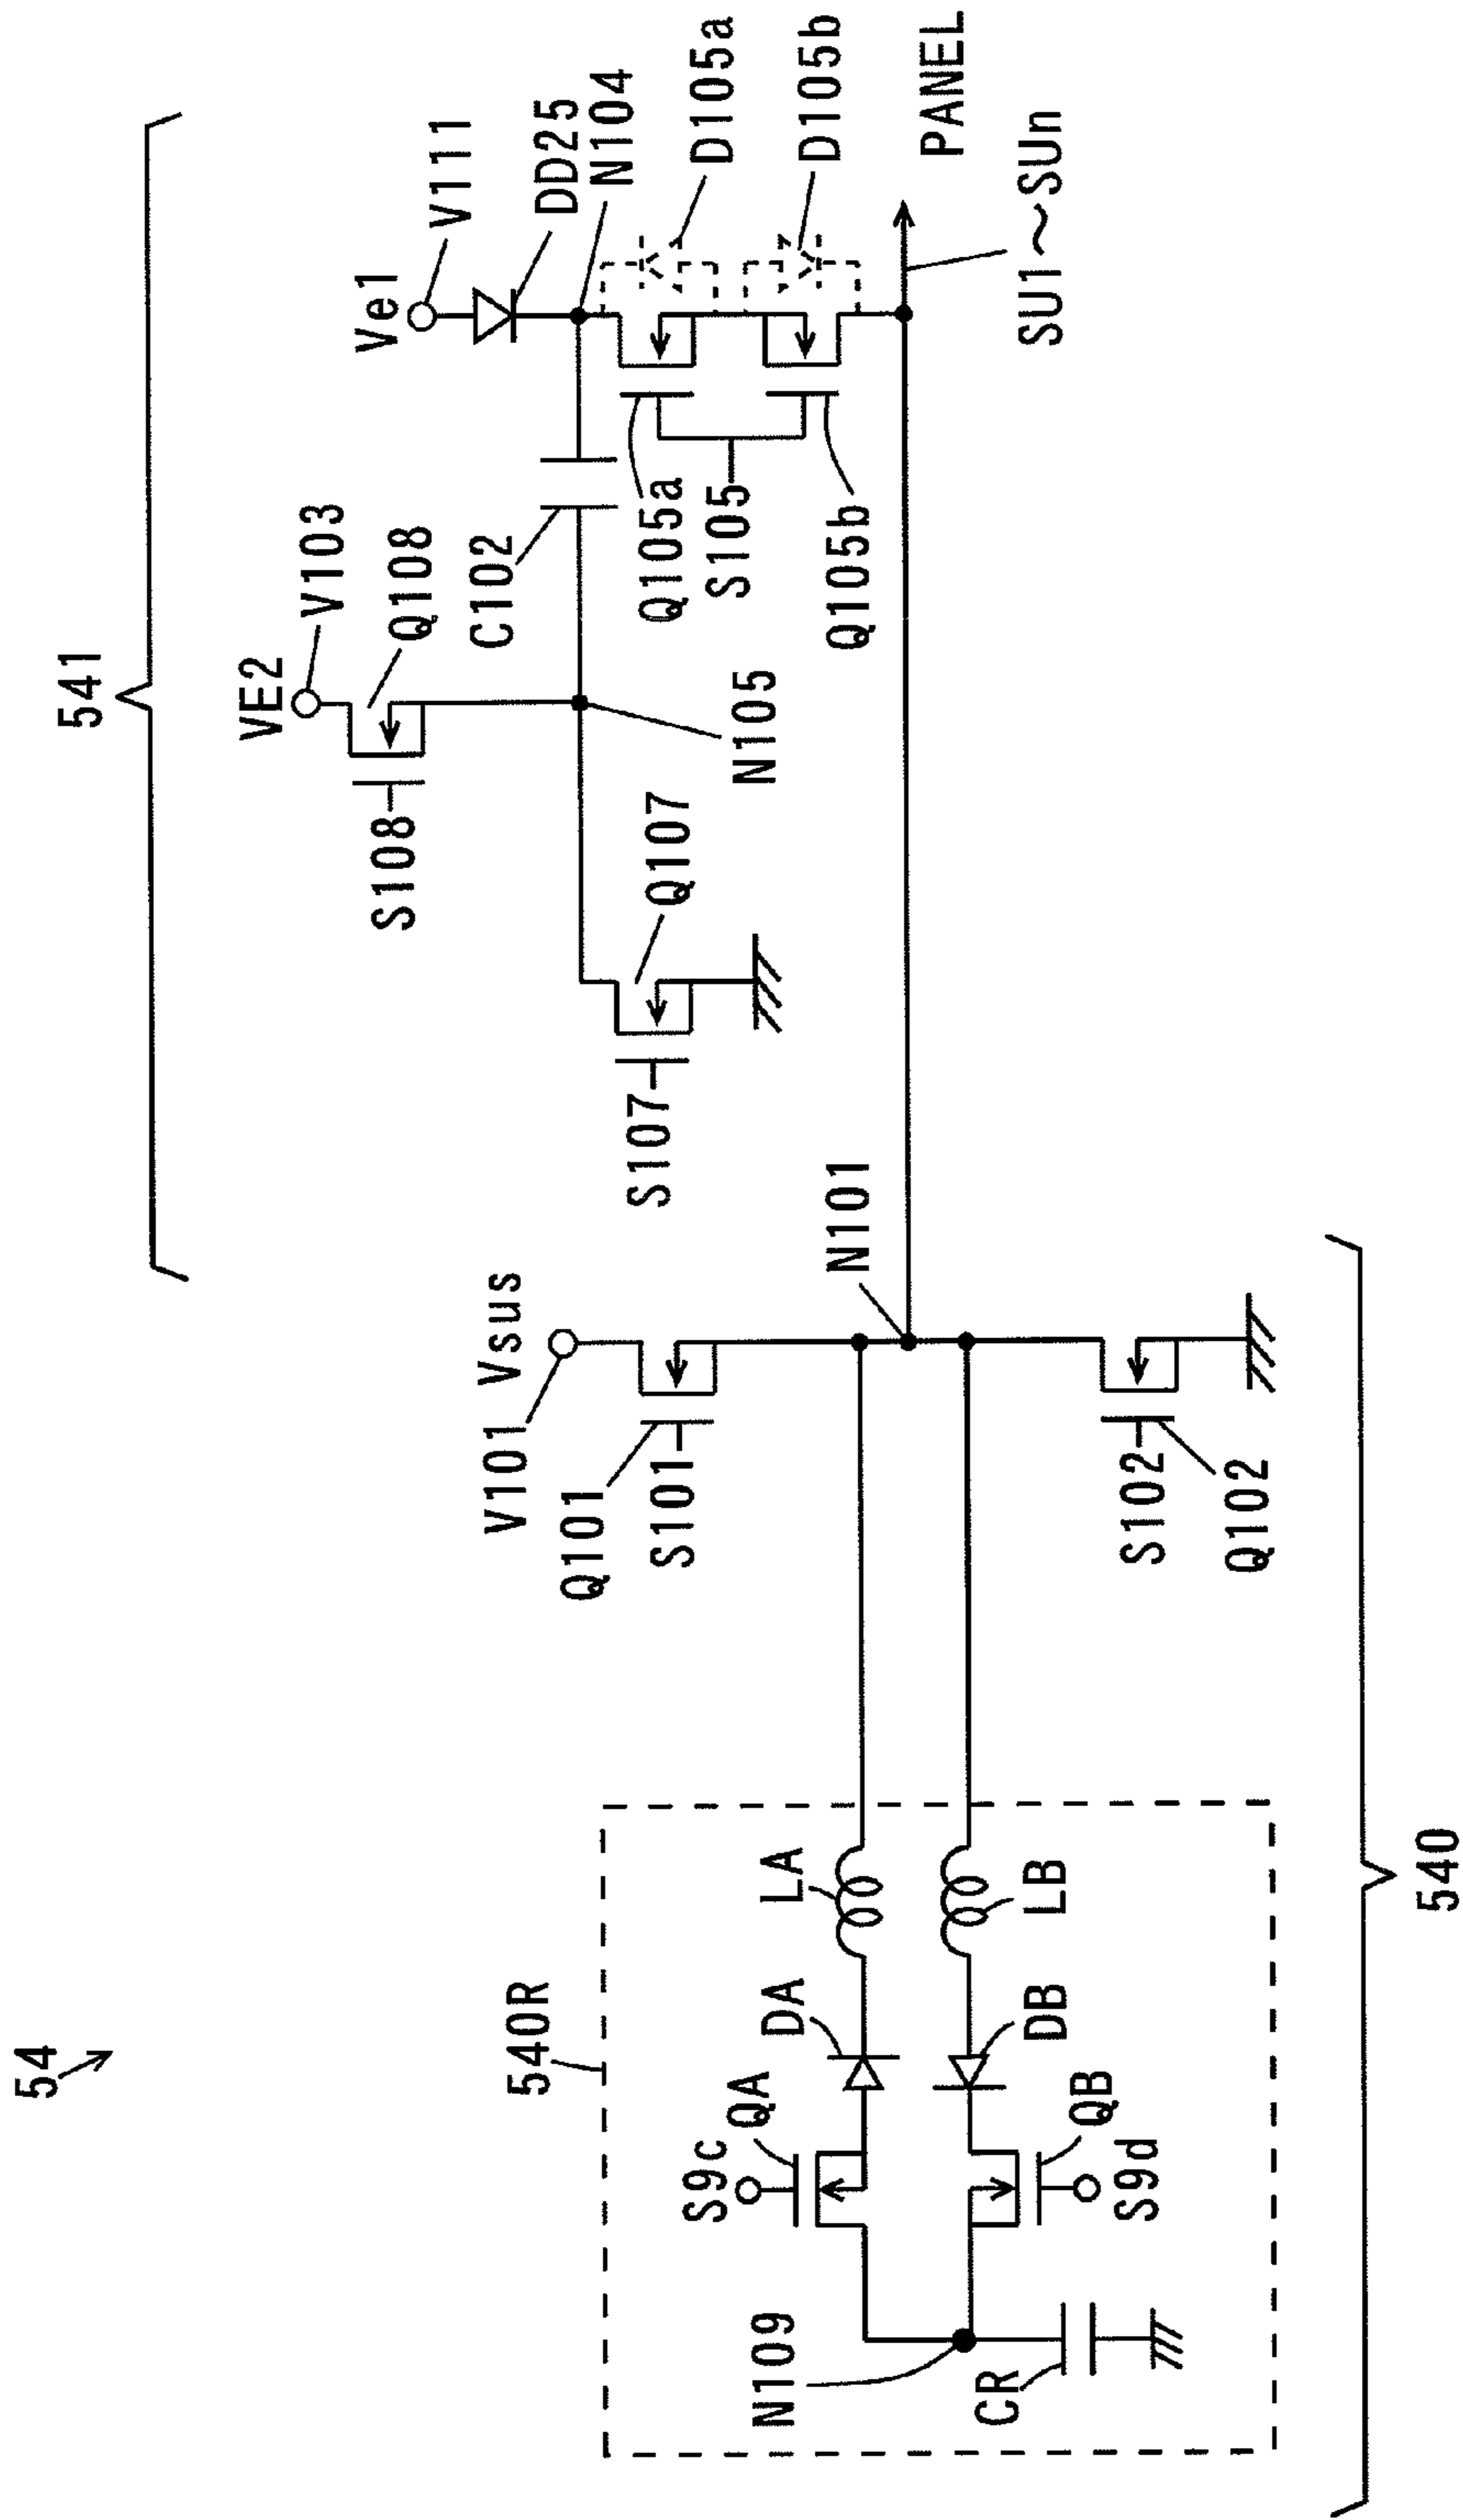 54
541
VE2
V103
Q108
S108
Ve1
V111
DD25
N104
C102
D105a
D105b
Q105a
S105
Q105b
N105
Q107
S107
PANEL
SU1~SUn
N101
Vsus
V101
Q101
S101
S102
Q102
540R
LA
LB
DA
DB
QA
S9c
QB
S9d
N109
CR
540